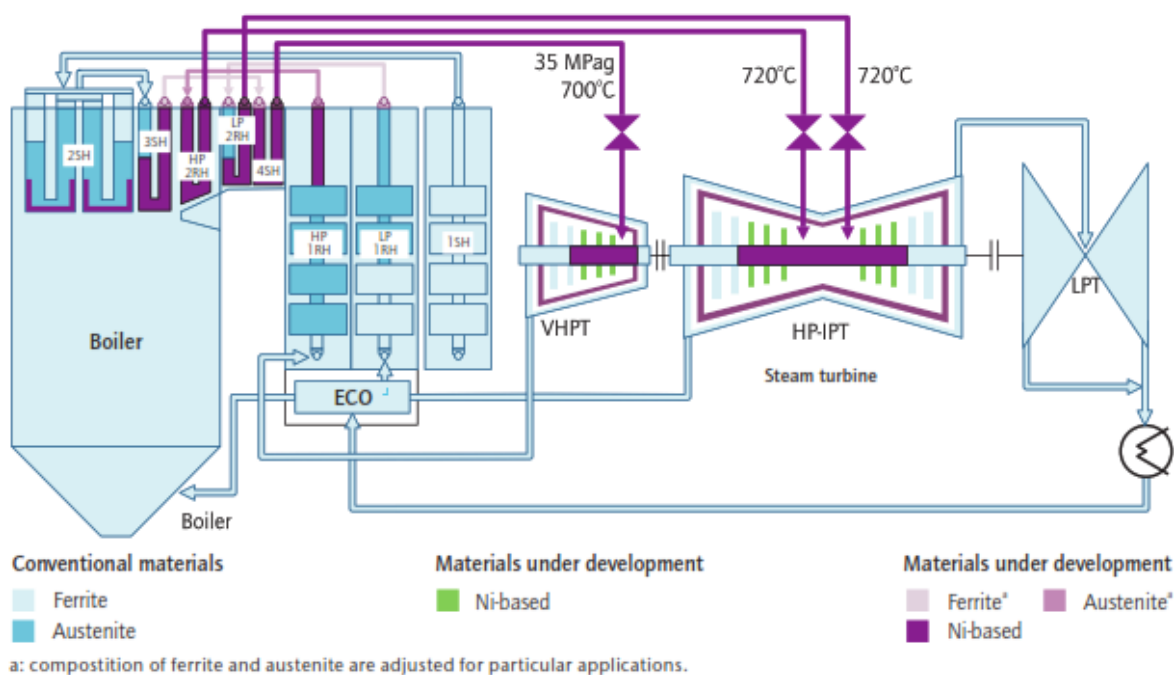 35 MPag
700°C
720°C
720°C
2SH
3SH
HP
2RH
LP
2RH
4SH
HP
1RH
LP
1RH
1SH
Boiler
VHPT
HP-IPT
LPT
Steam turbine
ECO
Boiler
Conventional materials
Ferrite
Austenite
Materials under development
Ni-based
Materials under development
Ferriteª
Austeniteª
Ni-based
a: compostition of ferrite and austenite are adjusted for particular applications.